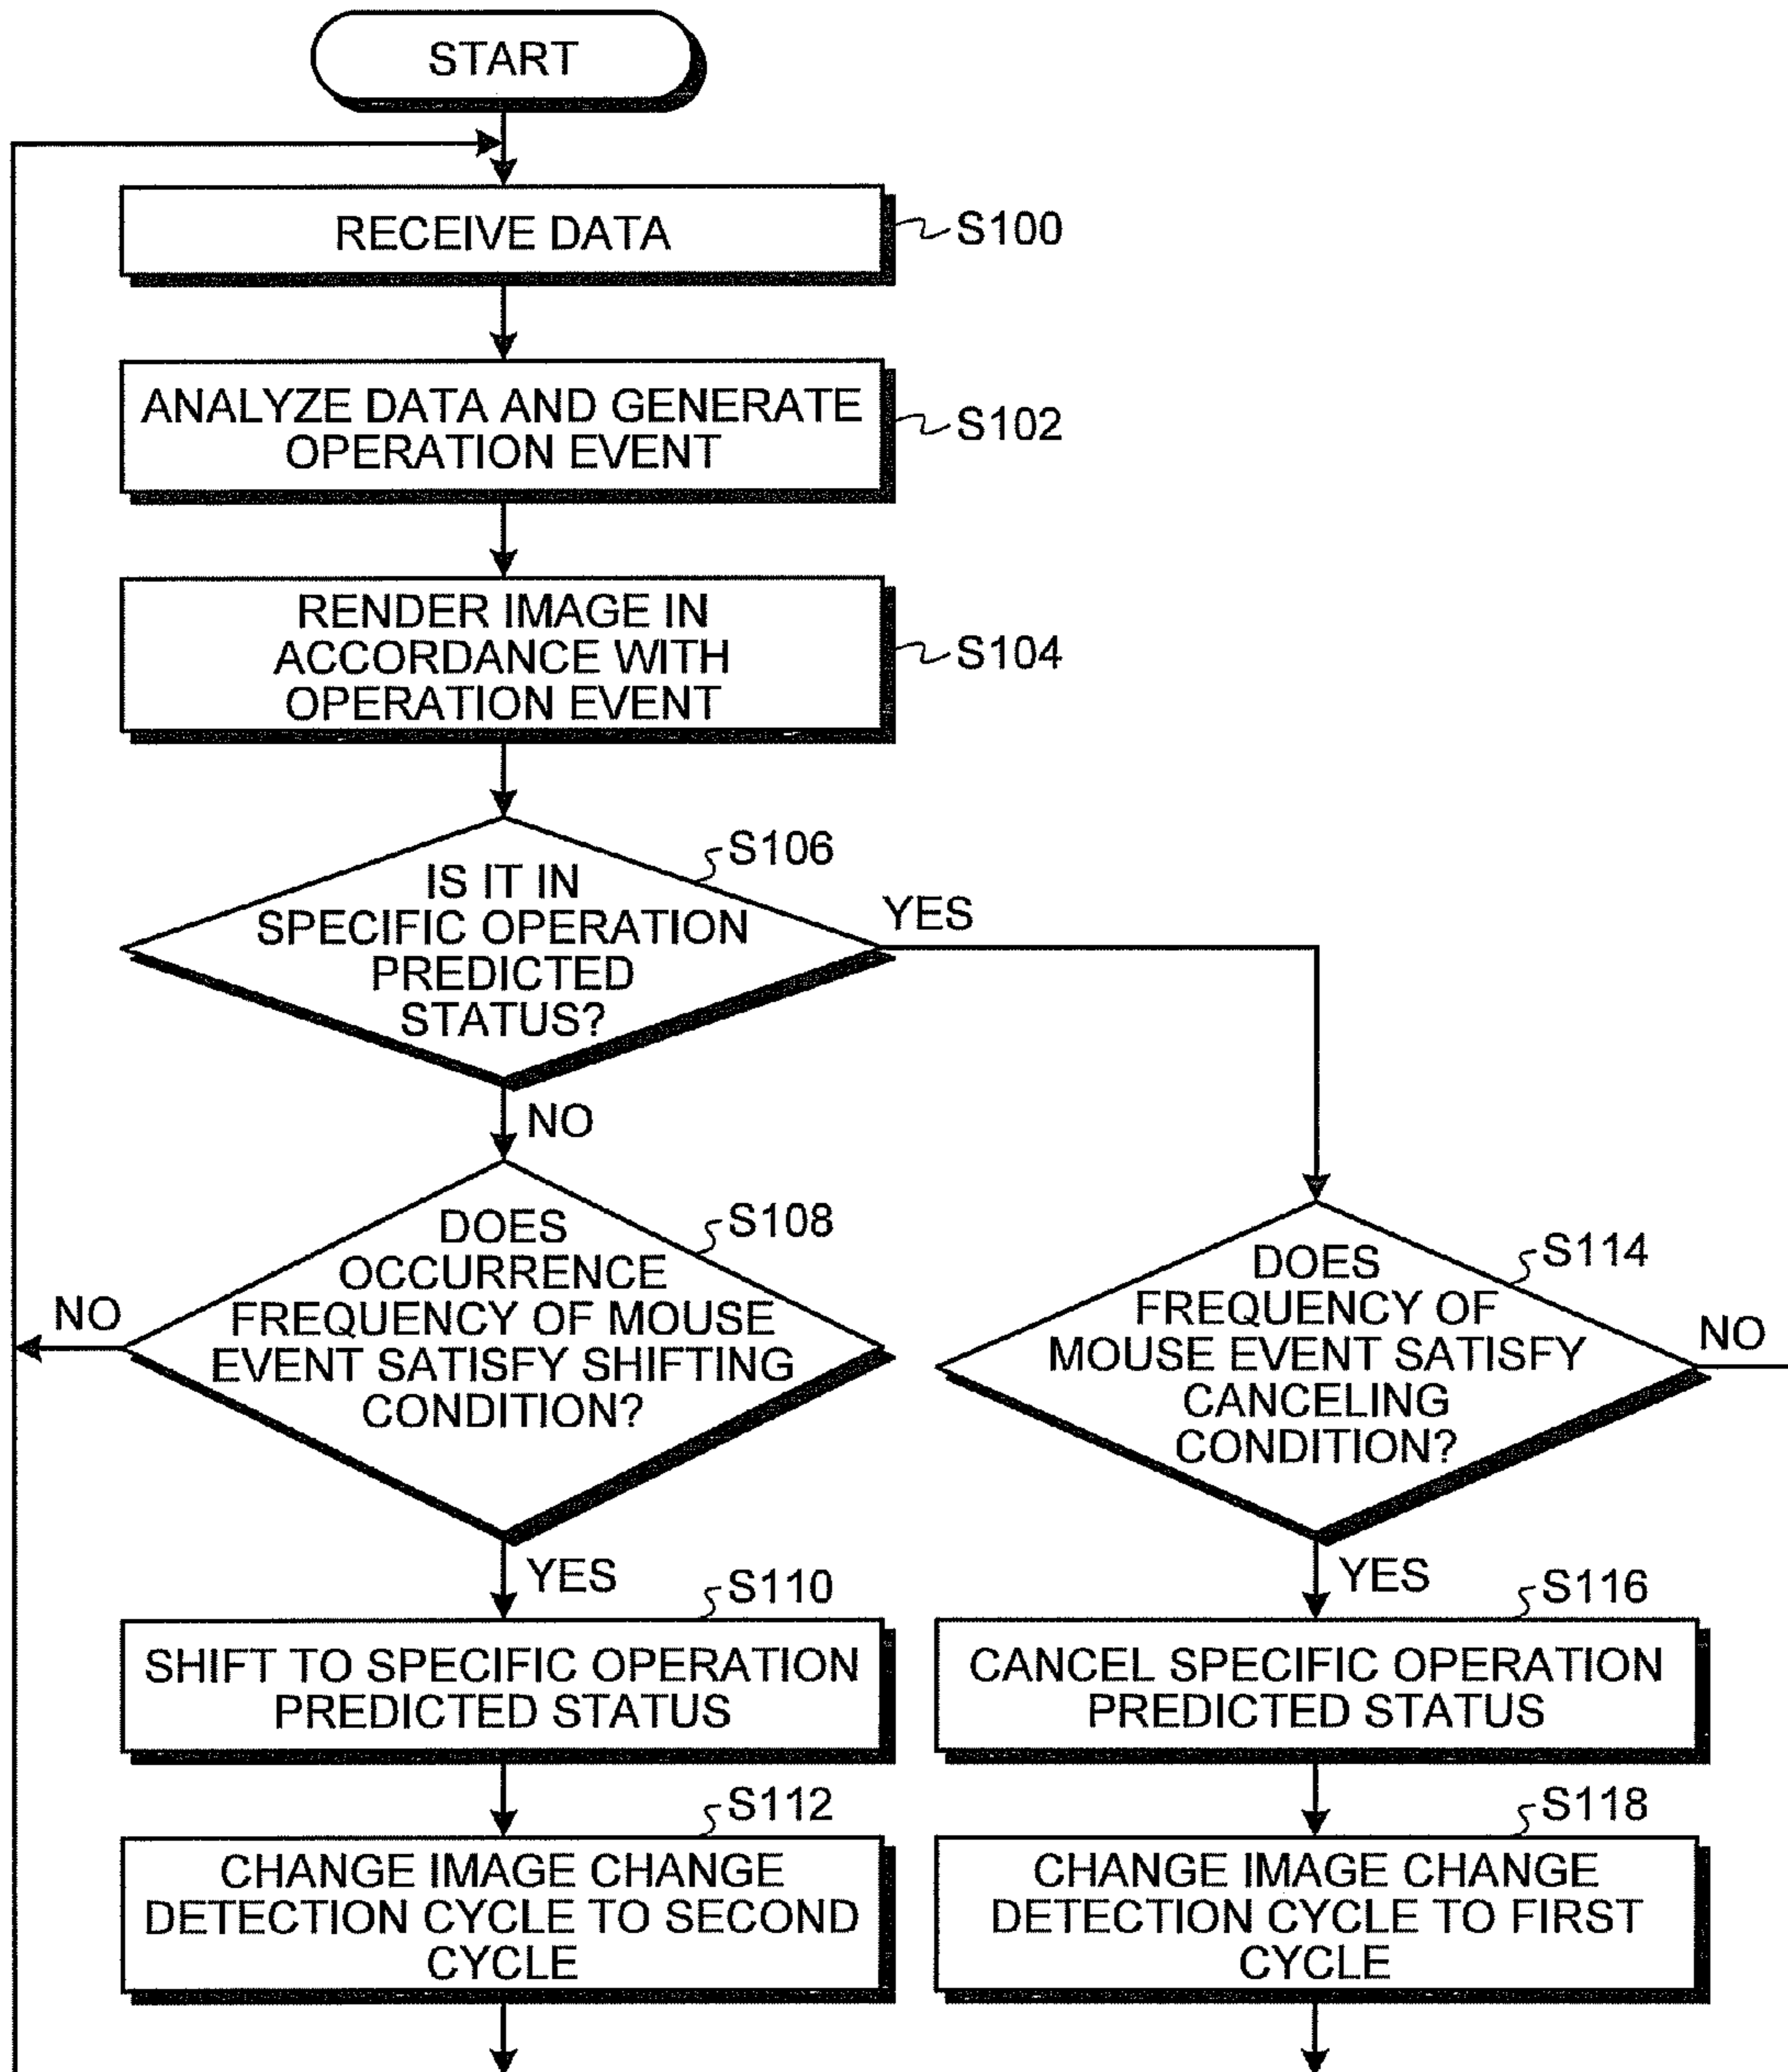 START
RECEIVE DATA
S100
ANALYZE DATA AND GENERATE
OPERATION EVENT
S102
RENDER IMAGE IN
ACCORDANCE WITH
OPERATION EVENT
S104
S106
IS IT IN
SPECIFIC OPERATION
PREDICTED
STATUS?
YES
NO
S108
DOES
OCCURRENCE
FREQUENCY OF MOUSE
EVENT SATISFY SHIFTING
CONDITION?
NO
S114
DOES
FREQUENCY OF
MOUSE EVENT SATISFY
CANCELING
CONDITION?
NO
YES
S110
SHIFT TO SPECIFIC OPERATION
PREDICTED STATUS
YES
S116
CANCEL SPECIFIC OPERATION
PREDICTED STATUS
S112
CHANGE IMAGE CHANGE
DETECTION CYCLE TO SECOND
CYCLE
S118
CHANGE IMAGE CHANGE
DETECTION CYCLE TO FIRST
CYCLE